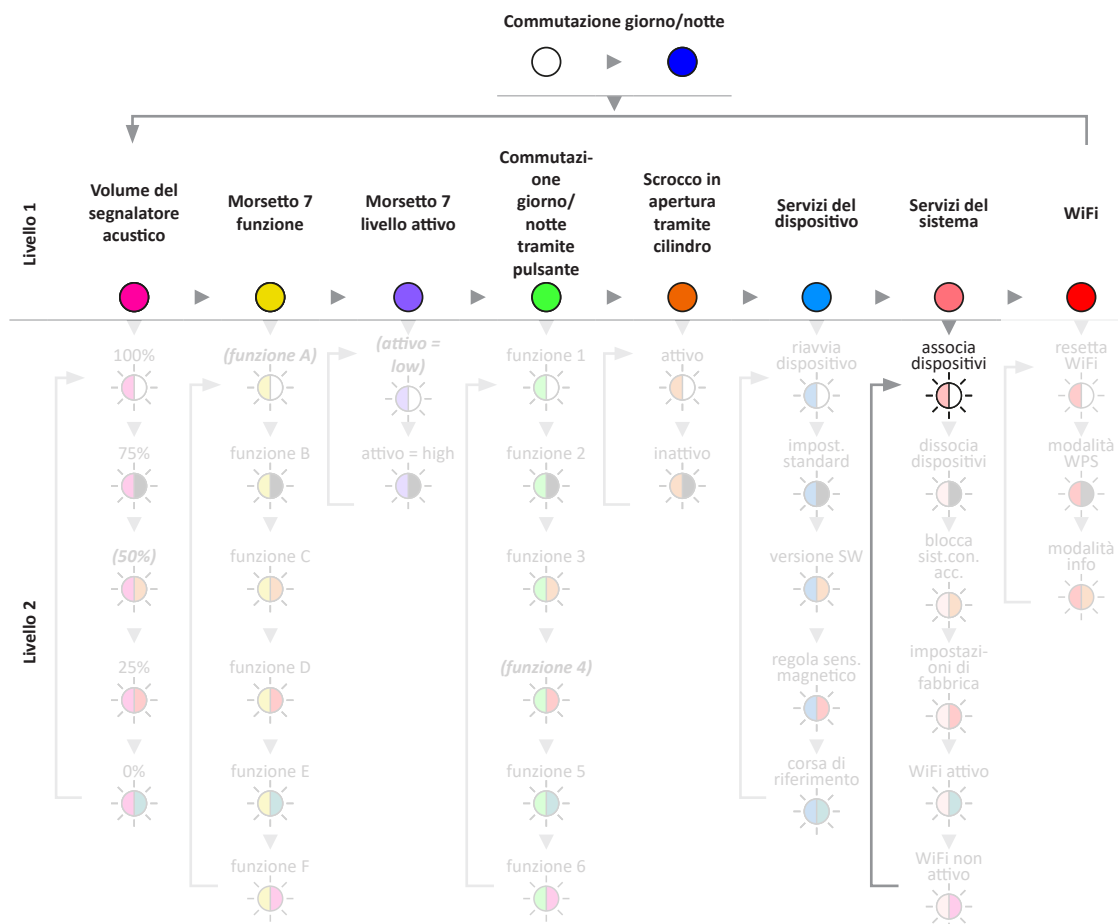 Commutazione giorno/notte
Livello 1
Volume del
segnalatore
acustico
Morsetto 7
funzione
Morsetto 7
livello attivo
Commutazi-
one
giorno/
notte
tramite
pulsante
Scrocco in
apertura
tramite
cilindro
Servizi del
dispositivo
Servizi del
sistema
WiFi
Livello 2
100%
75%
(50%)
25%
0%
(funzione A)
funzione B
funzione C
funzione D
funzione E
funzione F
(attivo =
low)
attivo = high
funzione 1
funzione 2
funzione 3
(funzione 4)
funzione 5
funzione 6
attivo
inattivo
riavvia
dispositivo
impost.
standard
versione SW
regola sens.
magnetico
corsa di
riferimento
associa
dispositivi
dissocia
dispositivi
blocca
sist.con.
acc.
impostazi-
oni di
fabbrica
WiFi attivo
WiFi non
attivo
resetta
WiFi
modalità
WPS
modalità
info